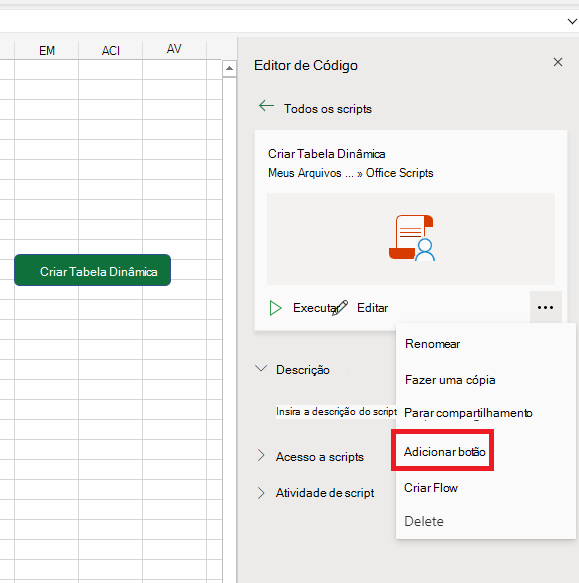 EM ACI AV
Editor de Código
Todos os scripts
Criar Tabela Dinâmica
Meus Arquivos ... » Office Scripts
Criar Tabela Dinâmica
Executar Editar
Renomear
Descrição
Fazer uma cópia
Insira a descrição do script
Parar compartilhamento
Adicionar botão
Acesso a scripts
Criar Flow
Atividade de script
Delete